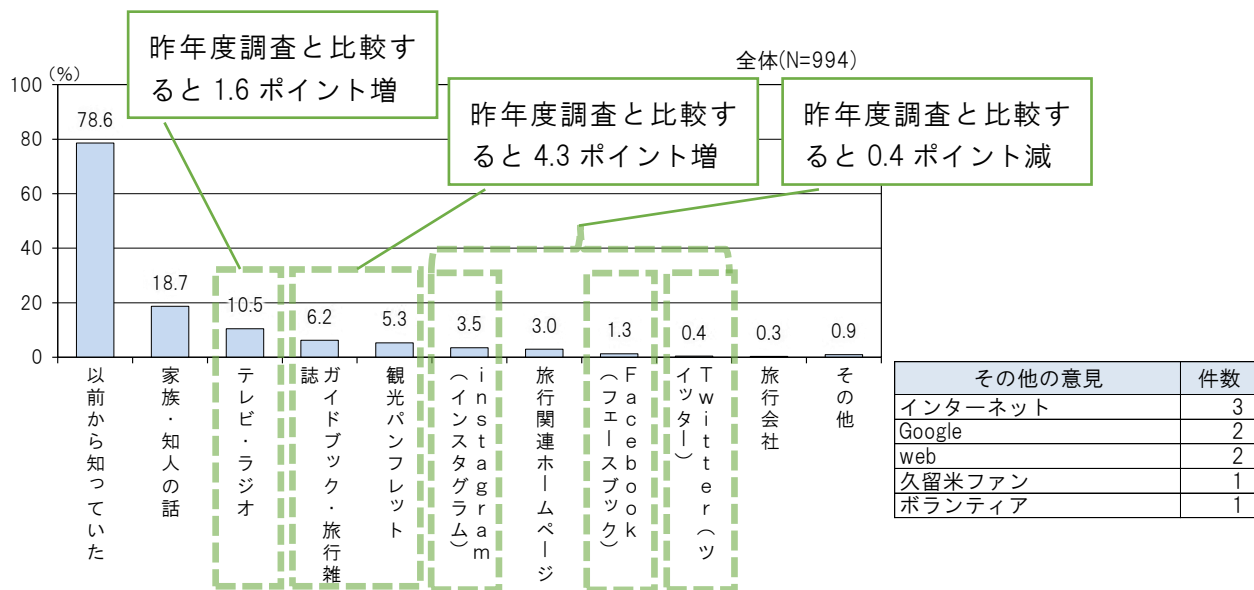 昨年度調査と比較す
ると 1.6 ポイント増
昨年度調査と比較す
ると 4.3 ポイント増
昨年度調査と比較す
ると 0.4 ポイント減
全体(N=994)
(%)
100
80
60
40
20
0
78.6
18.7
10.5
6.2
5.3
3.5
3.0
1.3
0.4
0.3
0.9
以前から知っていた
家族・知人の話
テレビ・ラジオ
ガイドブック・旅行雑
誌
観光パンフレット
instagram
(インスタグラム)
旅行関連ホームページ
Facebook
(フェースブック)
Twitter(ツ
イッター)
旅行会社
その他
その他の意見 件数
インターネット 3
Google 2
web 2
久留米ファン 1
ボランティア 1